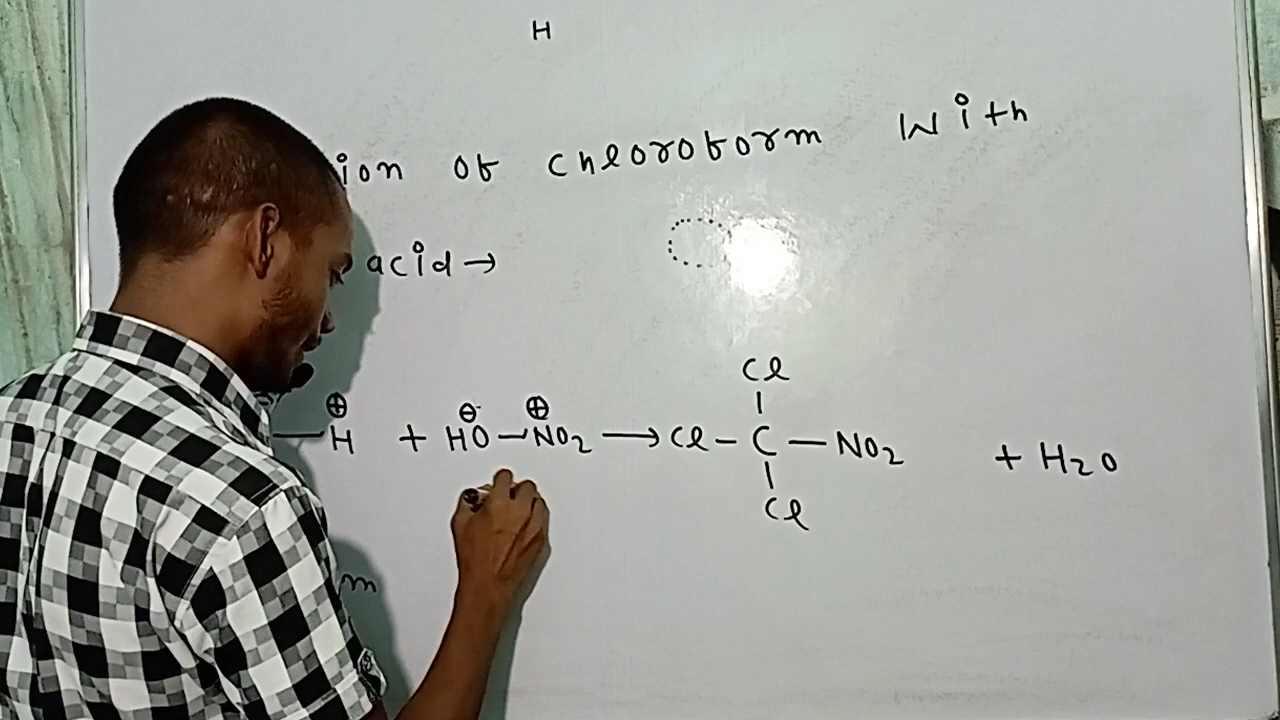 H
ion of chloroform With
acid →
⊕ ⊖ ⊕ Cl
—H + HO—NO2 → Cl—C—NO2 + H2O
Cl
m